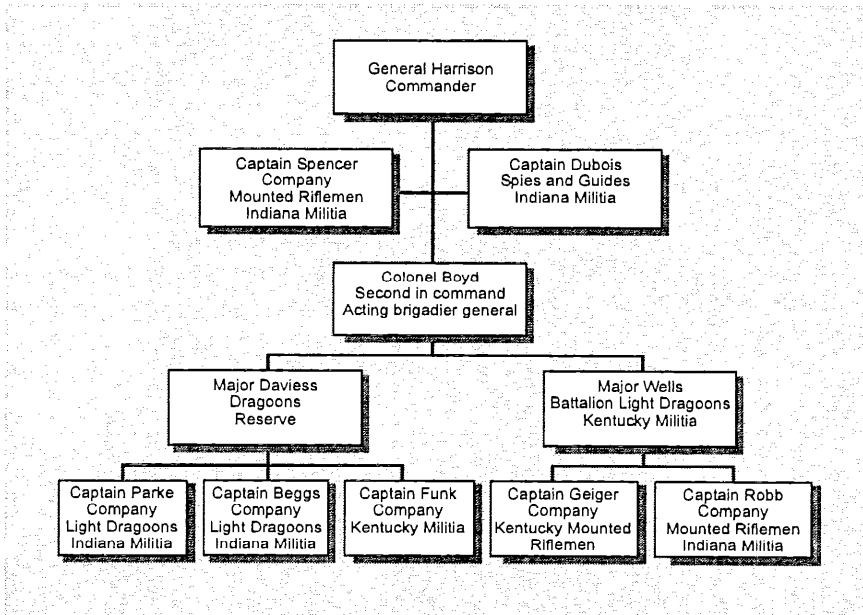 General Harrison
Commander
Captain Spencer
Company
Mounted Riflemen
Indiana Militia
Captain Dubois
Spies and Guides
Indiana Militia
Colonel Boyd
Second in command
Acting brigadier general
Major Daviess
Dragoons
Reserve
Major Wells
Battalion Light Dragoons
Kentucky Militia
Captain Parke
Company
Light Dragoons
Indiana Militia
Captain Beggs
Company
Light Dragoons
Indiana Militia
Captain Funk
Company
Kentucky Militia
Captain Geiger
Company
Kentucky Mounted
Riflemen
Captain Robb
Company
Mounted Riflemen
Indiana Militia